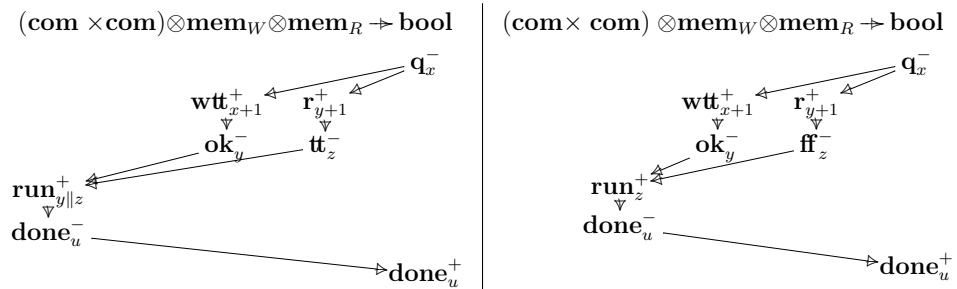 (com ×com)⊗mem_W⊗mem_R ⇸ bool
q_x^-
wtt_{x+1}^+ r_{y+1}^+
ok_y^- tt_z^-
run_{y∥z}^+
done_u^-
done_u^+
(com× com) ⊗mem_W⊗mem_R ⇸ bool
q_x^-
wtt_{x+1}^+ r_{y+1}^+
ok_y^- ff_z^-
run_z^+
done_u^-
done_u^+